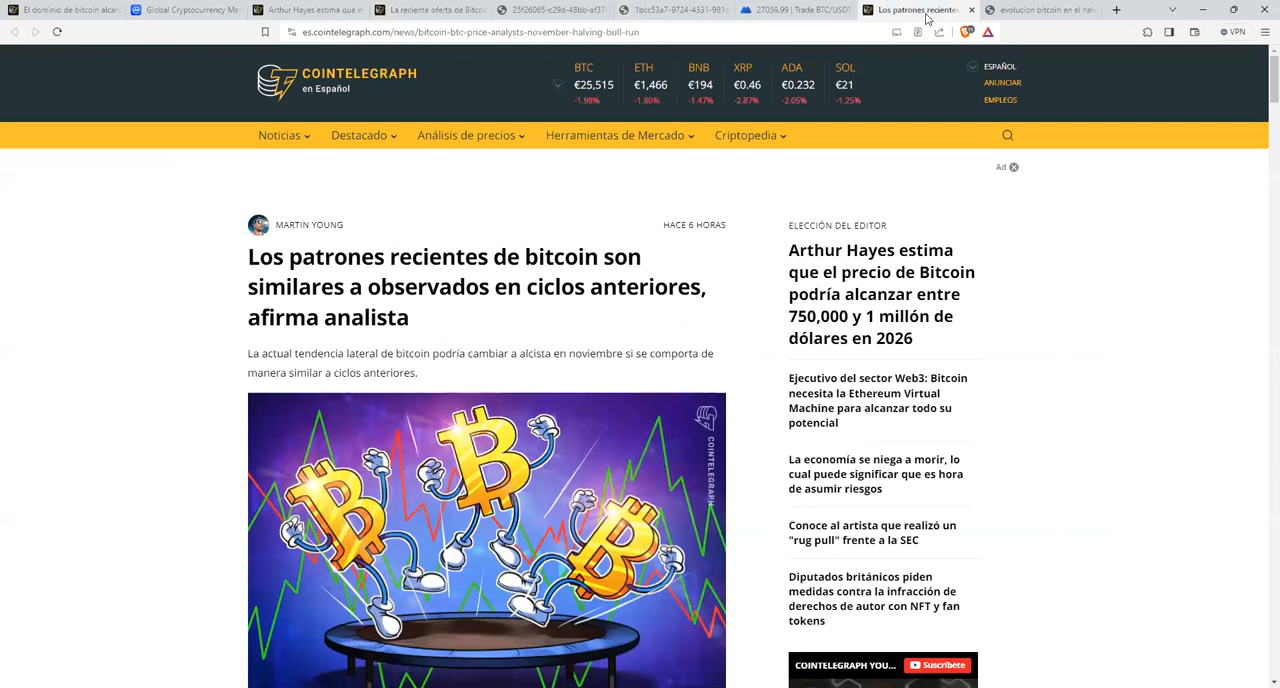 El dominio de bitcoin alcan
Global Cryptocurrency Ma
Arthur Hayes estima que e
La reciente oferta de Bitco
25f26065-c29d-48bb-af37-
1bcc53a7-9724-4331-981
27059.99 | Trade BTC/USDT
Los patrones recientes
evolucion bitcoin en el hal
es.cointelegraph.com/news/bitcoin-btc-price-analysts-november-halving-bull-run
VPN
COINTELEGRAPH
en Español
BTC
€25,515
-1.98%
ETH
€1,466
-1.80%
BNB
€194
-1.47%
XRP
€0.46
-2.87%
ADA
€0.232
-2.05%
SOL
€21
-1.25%
ESPAÑOL
ANUNCIAR
EMPLEOS
Noticias
Destacado
Análisis de precios
Herramientas de Mercado
Criptopedia
Ad
MARTIN YOUNG
HACE 6 HORAS
Los patrones recientes de bitcoin son
similares a observados en ciclos anteriores,
afirma analista
La actual tendencia lateral de bitcoin podría cambiar a alcista en noviembre si se comporta de
manera similar a ciclos anteriores.
COINTELEGRAPH
ELECCIÓN DEL EDITOR
Arthur Hayes estima
que el precio de Bitcoin
podría alcanzar entre
750,000 y 1 millón de
dólares en 2026
Ejecutivo del sector Web3: Bitcoin
necesita la Ethereum Virtual
Machine para alcanzar todo su
potencial
La economía se niega a morir, lo
cual puede significar que es hora
de asumir riesgos
Conoce al artista que realizó un
"rug pull" frente a la SEC
Diputados británicos piden
medidas contra la infracción de
derechos de autor con NFT y fan
tokens
COINTELEGRAPH YOU...
Suscríbete